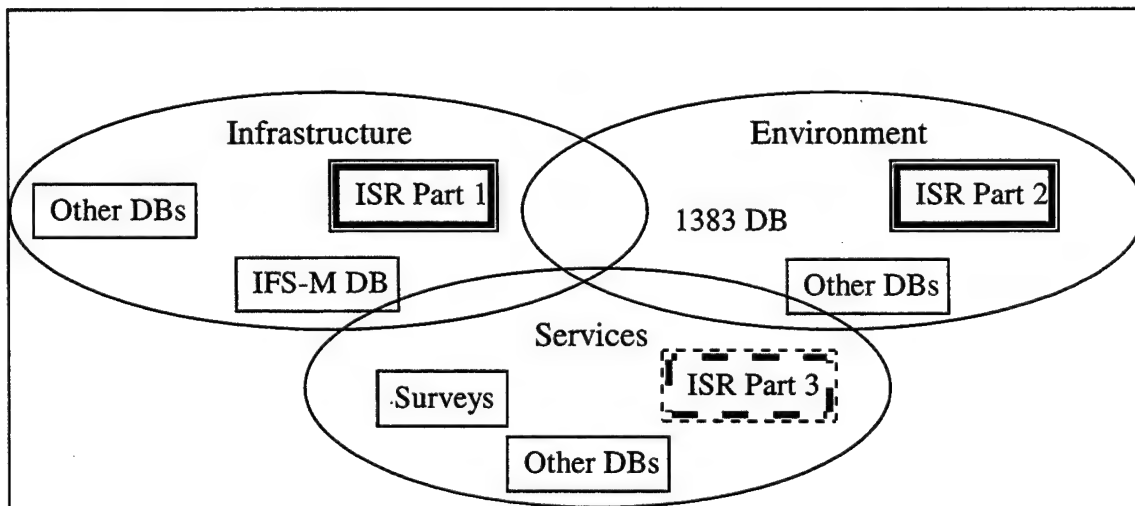 Infrastructure
Environment
Other DBs
ISR Part 1
1383 DB
ISR Part 2
IFS-M DB
Other DBs
Services
Surveys
ISR Part 3
Other DBs